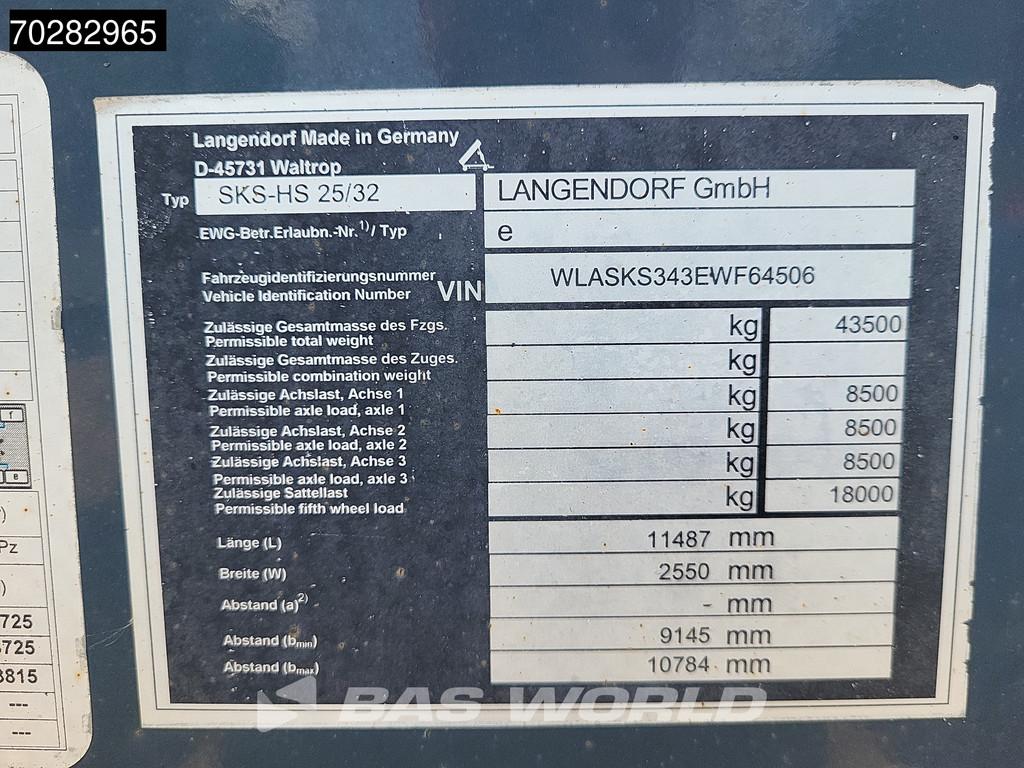 70282965
Langendorf Made in Germany
D-45731 Waltrop
Typ SKS-HS 25/32 LANGENDORF GmbH
EWG-Betr.Erlaubn.-Nr.1) / Typ e
Fahrzeugidentifizierungsnummer
Vehicle Identification Number VIN WLASKS343EWF64506
Zulässige Gesamtmasse des Fzgs.
Permissible total weight kg 43500
Zulässige Gesamtmasse des Zuges.
Permissible combination weight kg
Zulässige Achslast, Achse 1
Permissible axle load, axle 1 kg 8500
Zulässige Achslast, Achse 2
Permissible axle load, axle 2 kg 8500
Zulässige Achslast, Achse 3
Permissible axle load, axle 3 kg 8500
Zulässige Sattellast
Permissible fifth wheel load kg 18000
Länge (L) 11487 mm
Breite (W) 2550 mm
Abstand (a)2) - mm
Abstand (bmin) 9145 mm
Abstand (bmax) 10784 mm
BAS WORLD
f
e
Pz
725
725
8815
---
---